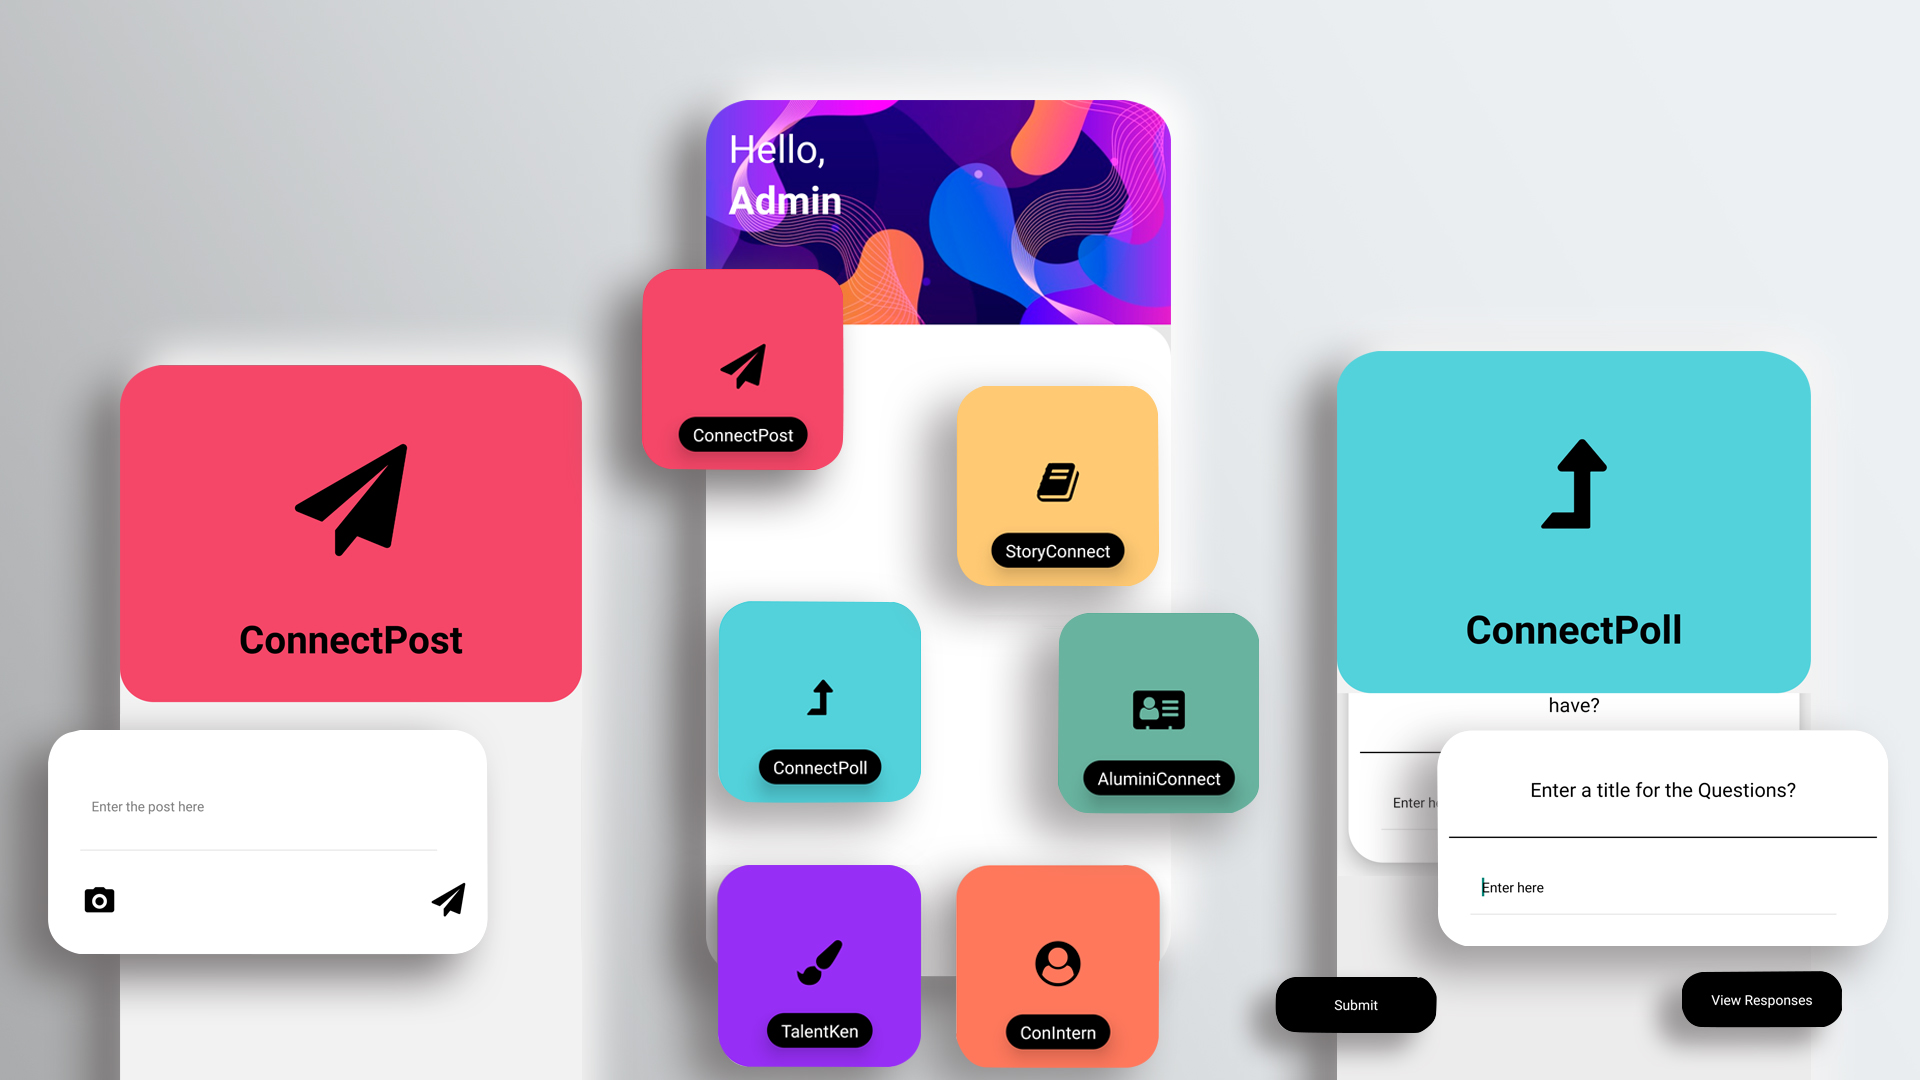 Hello,
Admin
ConnectPost
StoryConnect
ConnectPoll
AluminiConnect
TalentKen
ConIntern
ConnectPost
Enter the post here
ConnectPoll
have?
Enter h
Enter a title for the Questions?
Enter here
Submit
View Responses